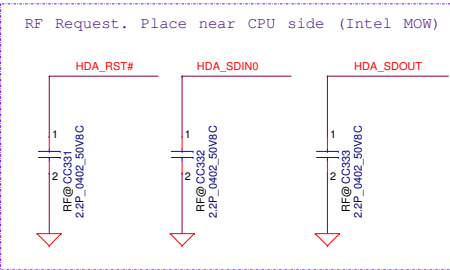 RF Request. Place near CPU side (Intel MOW)
HDA_RST#
HDA_SDIN0
HDA_SDOUT
1
2
RF@ CC331
2.2P_0402_50V8C
1
2
RF@ CC332
2.2P_0402_50V8C
1
2
RF@ CC333
2.2P_0402_50V8C